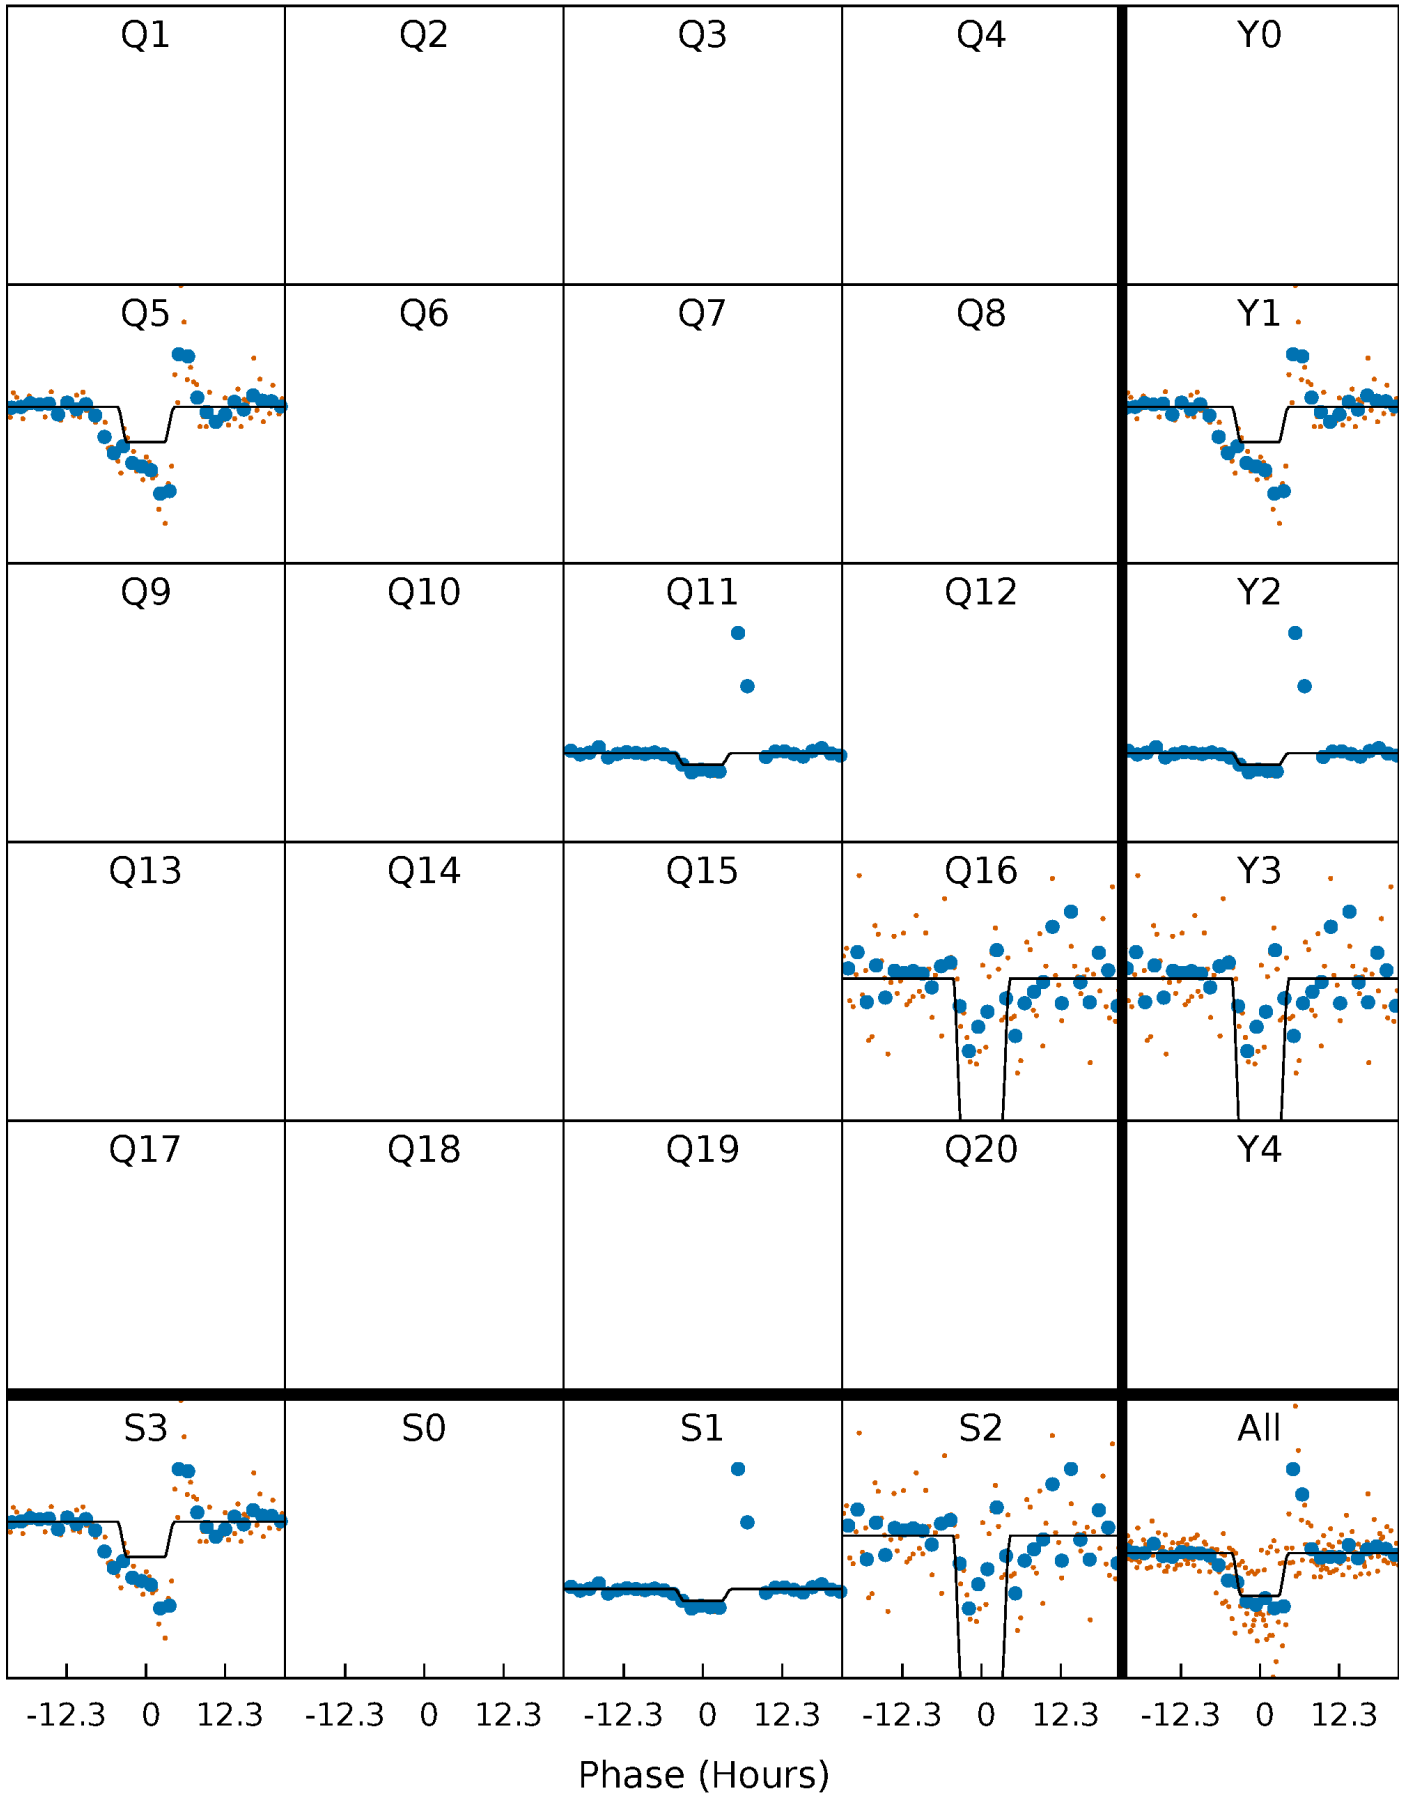 Q1 Q2 Q3 Q4 Y0
Q5 Q6 Q7 Q8 Y1
Q9 Q10 Q11 Q12 Y2
Q13 Q14 Q15 Q16 Y3
Q17 Q18 Q19 Q20 Y4
S3 S0 S1 S2 All
-12.3 0 12.3 -12.3 0 12.3 -12.3 0 12.3 -12.3 0 12.3 -12.3 0 12.3
Phase (Hours)